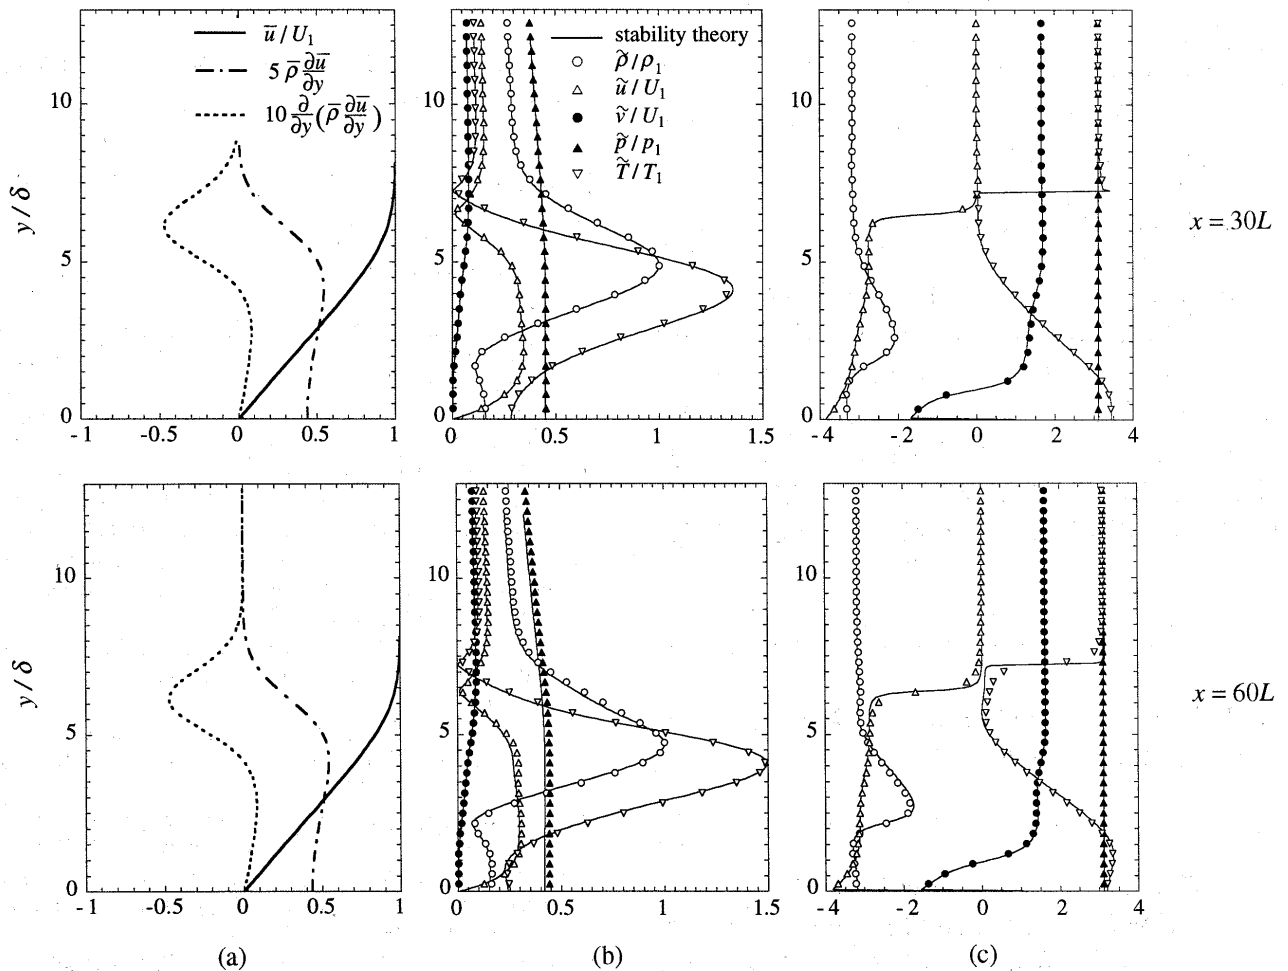 u̅ / U₁
5 ρ̅ ∂u̅/∂y
10 ∂/∂y (ρ̅ ∂u̅/∂y)
stability theory
ρ̃ / ρ₁
ũ / U₁
ṽ / U₁
p̃ / p₁
T̃ / T₁
y / δ
10
5
0
-1
-0.5
0
0.5
1
10
5
0
0
0.5
1
1.5
10
5
0
-4
-2
0
2
4
x = 30L
y / δ
10
5
0
-1
-0.5
0
0.5
1
10
5
0
0
0.5
1
1.5
10
5
0
-4
-2
0
2
4
x = 60L
(a)
(b)
(c)